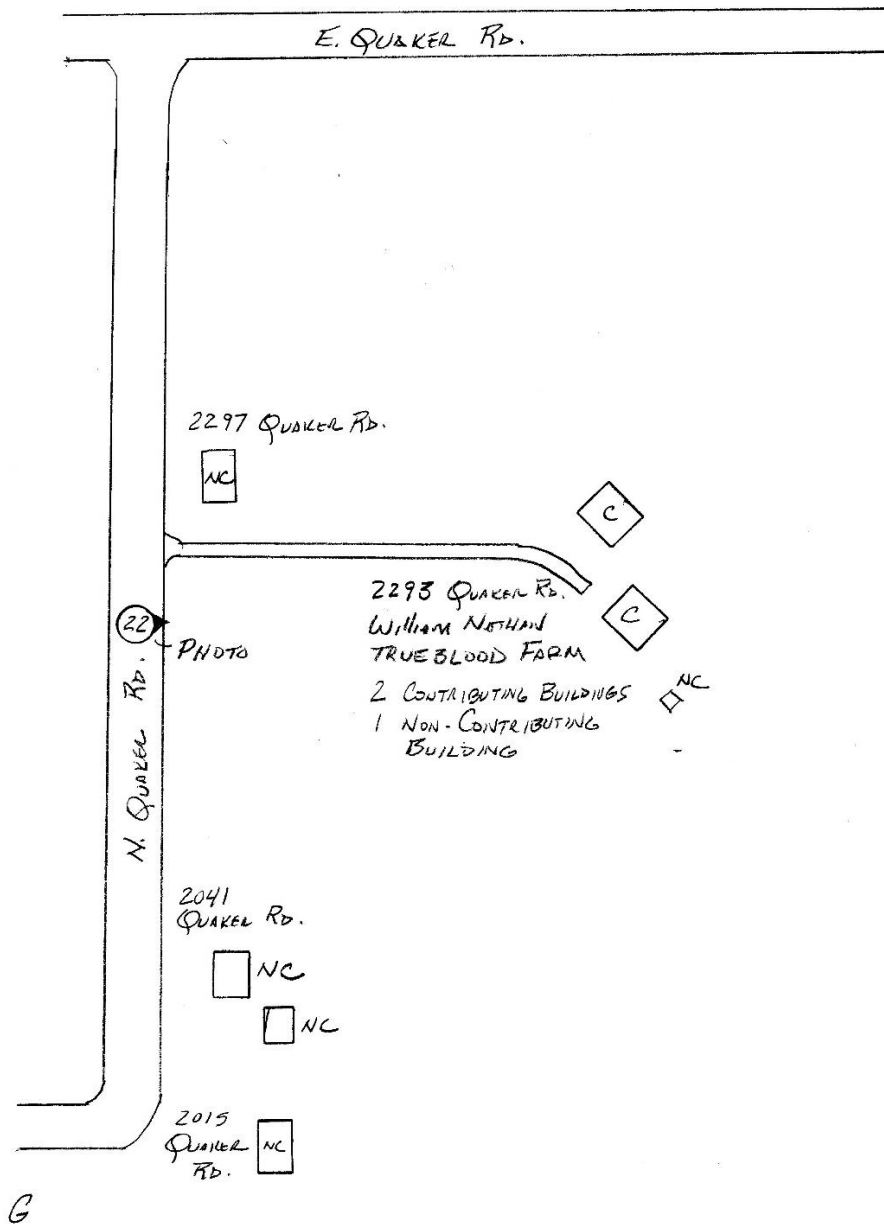 E. QUAKER RD.
2297 QUAKER RD.
NC
C
2293 QUAKER RD.
WILLIAM NATHAN
TRUEBLOOD FARM
2 CONTRIBUTING BUILDINGS
1 NON-CONTRIBUTING
BUILDING
C
NC
22
PHOTO
N. QUAKER RD.
2041
QUAKER RD.
NC
NC
2015
QUAKER
RD.
NC
G